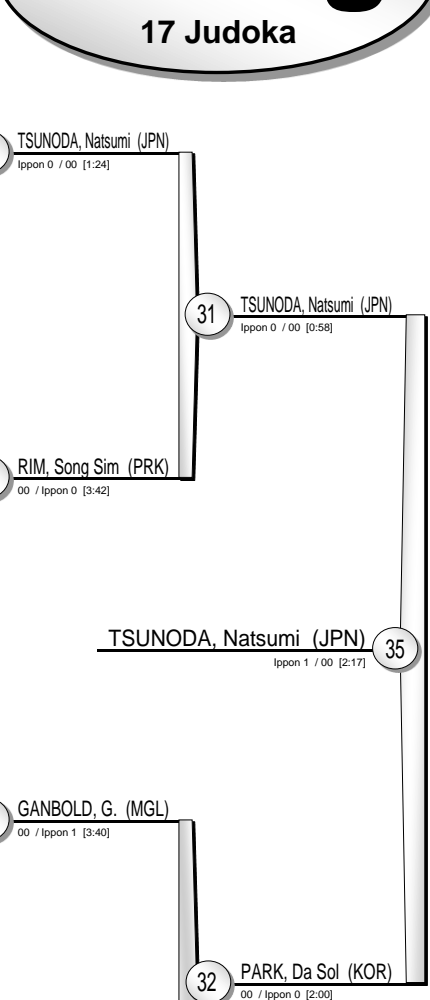 17 Judoka
TSUNODA, Natsumi (JPN)
Ippon 0 / 00 [1:24]
31
TSUNODA, Natsumi (JPN)
Ippon 0 / 00 [0:58]
RIM, Song Sim (PRK)
00 / Ippon 0 [3:42]
TSUNODA, Natsumi (JPN)
35
Ippon 1 / 00 [2:17]
GANBOLD, G. (MGL)
00 / Ippon 1 [3:40]
32
PARK, Da Sol (KOR)
00 / Ippon 0 [2:00]